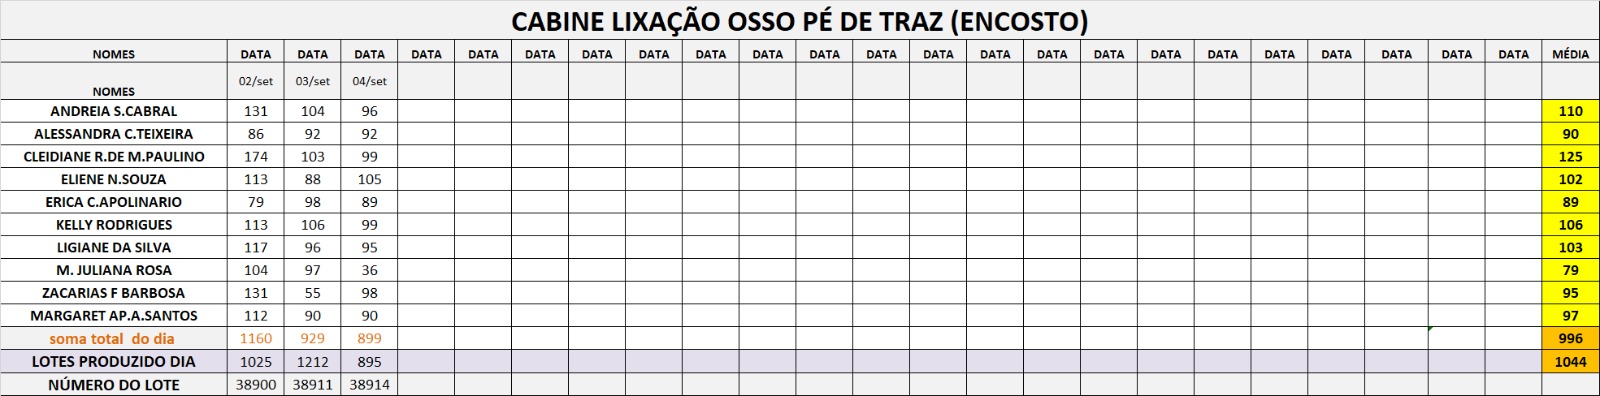 CABINE LIXAÇÃO OSSO PÉ DE TRAZ (ENCOSTO)
NOMES DATA DATA DATA DATA DATA DATA DATA DATA DATA DATA DATA DATA DATA DATA DATA DATA DATA DATA DATA DATA DATA DATA DATA MÉDIA
NOMES 02/set 03/set 04/set
ANDREIA S.CABRAL 131 104 96 110
ALESSANDRA C.TEIXEIRA 86 92 92 90
CLEIDIANE R.DE M.PAULINO 174 103 99 125
ELIENE N.SOUZA 113 88 105 102
ERICA C.APOLINARIO 79 98 89 89
KELLY RODRIGUES 113 106 99 106
LIGIANE DA SILVA 117 96 95 103
M. JULIANA ROSA 104 97 36 79
ZACARIAS F BARBOSA 131 55 98 95
MARGARET AP.A.SANTOS 112 90 90 97
soma total do dia 1160 929 899 996
LOTES PRODUZIDO DIA 1025 1212 895 1044
NÚMERO DO LOTE 38900 38911 38914